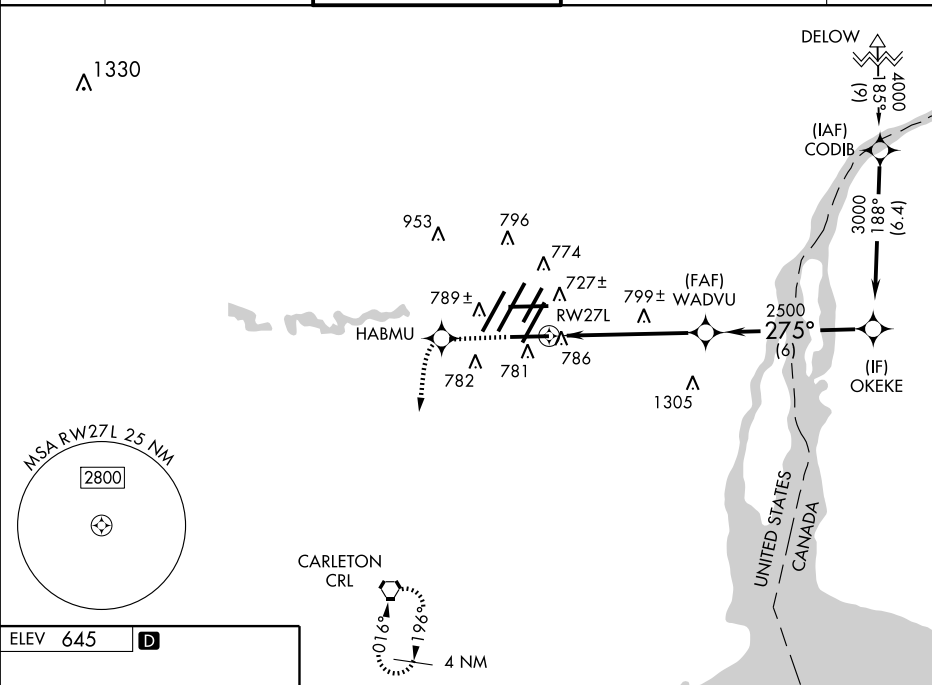 1330
DELOW
4000
185°
(9)
(IAF)
CODIB
3000
188°
(6.4)
953
796
774
727±
789±
RW27L
799±
(FAF)
WADVU
2500
275°
(6)
HABMU
786
782
781
1305
(IF)
OKEKE
MSA RW27L 25 NM
2800
UNITED STATES
CANADA
CARLETON
CRL
016°
196°
4 NM
ELEV 645 D